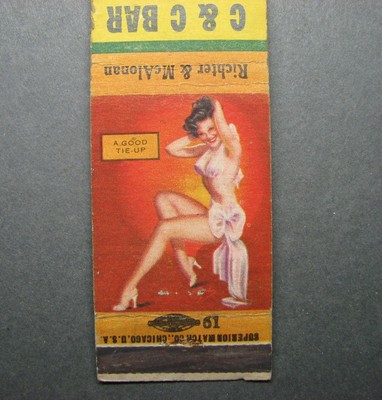 C & C BAR
Richter & McAlonan
A GOOD
TIE-UP
19
SUPERIOR MATCH CO., CHICAGO, U.S.A.